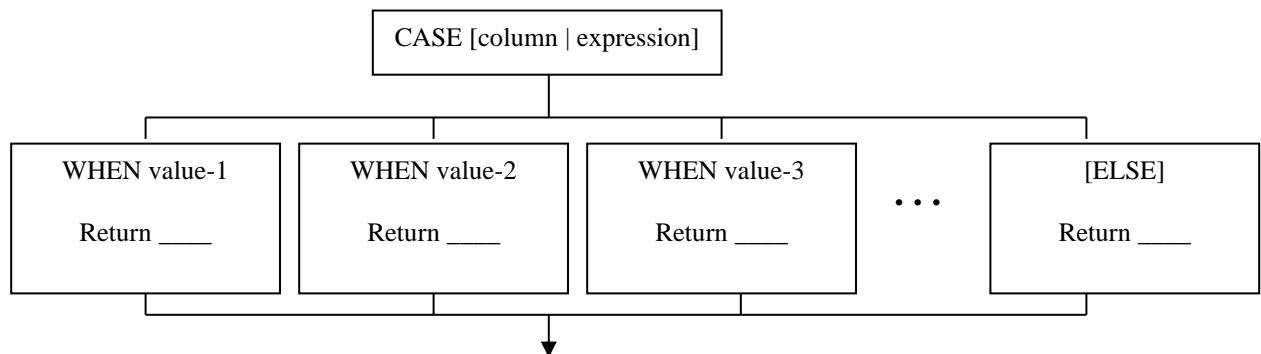 CASE [column | expression]
WHEN value-1
Return ____
WHEN value-2
Return ____
WHEN value-3
Return ____
. . .
[ELSE]
Return ____